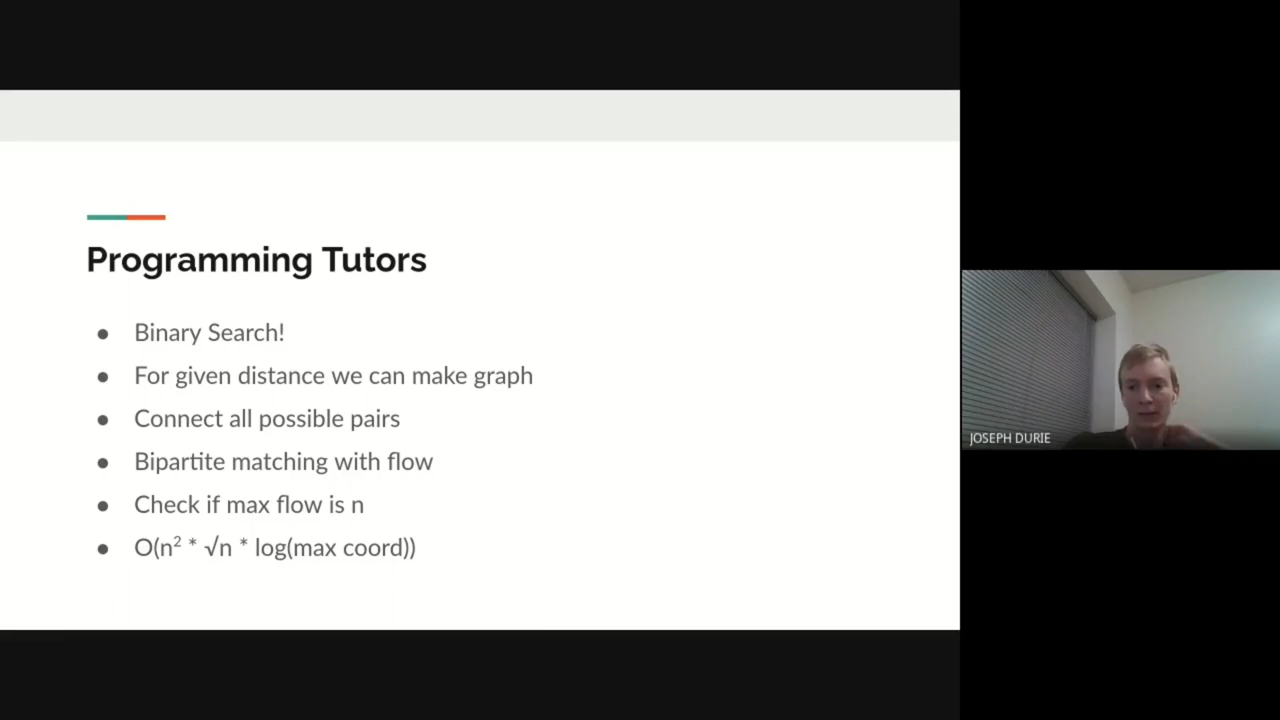 Programming Tutors
● Binary Search!
● For given distance we can make graph
● Connect all possible pairs
● Bipartite matching with flow
● Check if max flow is n
● O(n² * √n * log(max coord))
JOSEPH DURIE